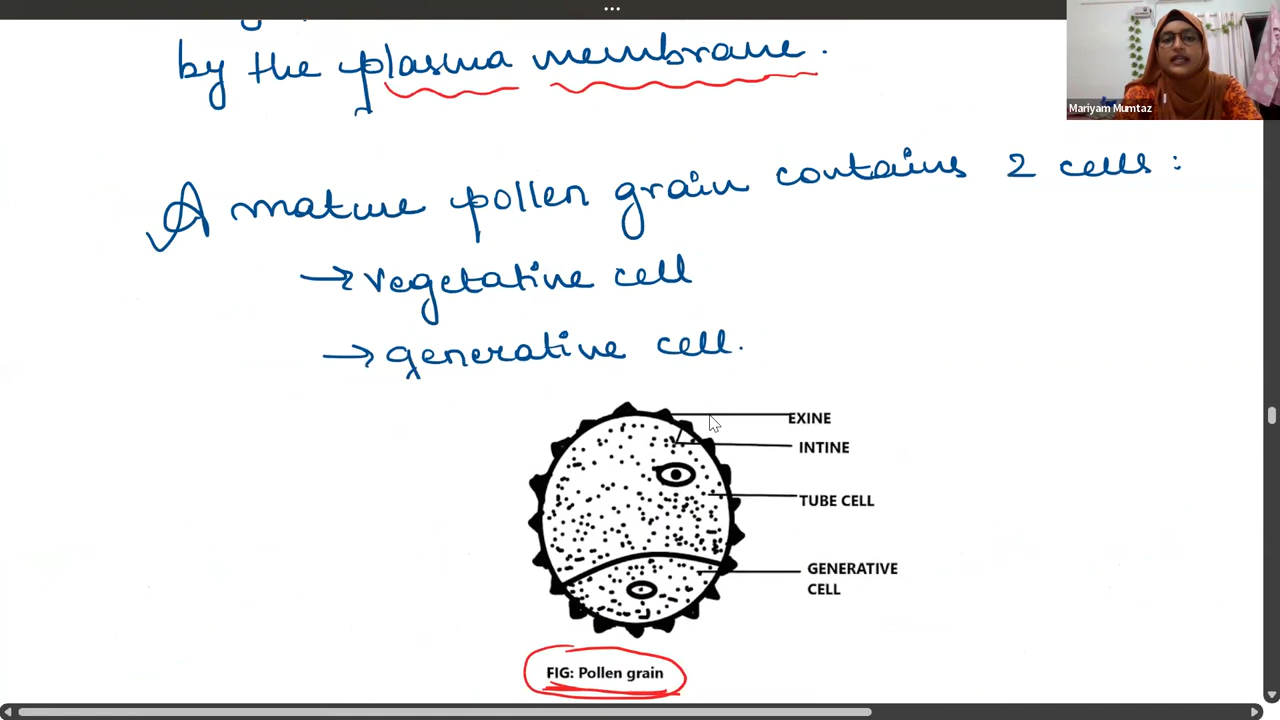 by the plasma membrane.
Mariyam Mumtaz
A mature pollen grain contains 2 cells:
→ vegetative cell
→ generative cell.
EXINE
INTINE
TUBE CELL
GENERATIVE
CELL
FIG: Pollen grain